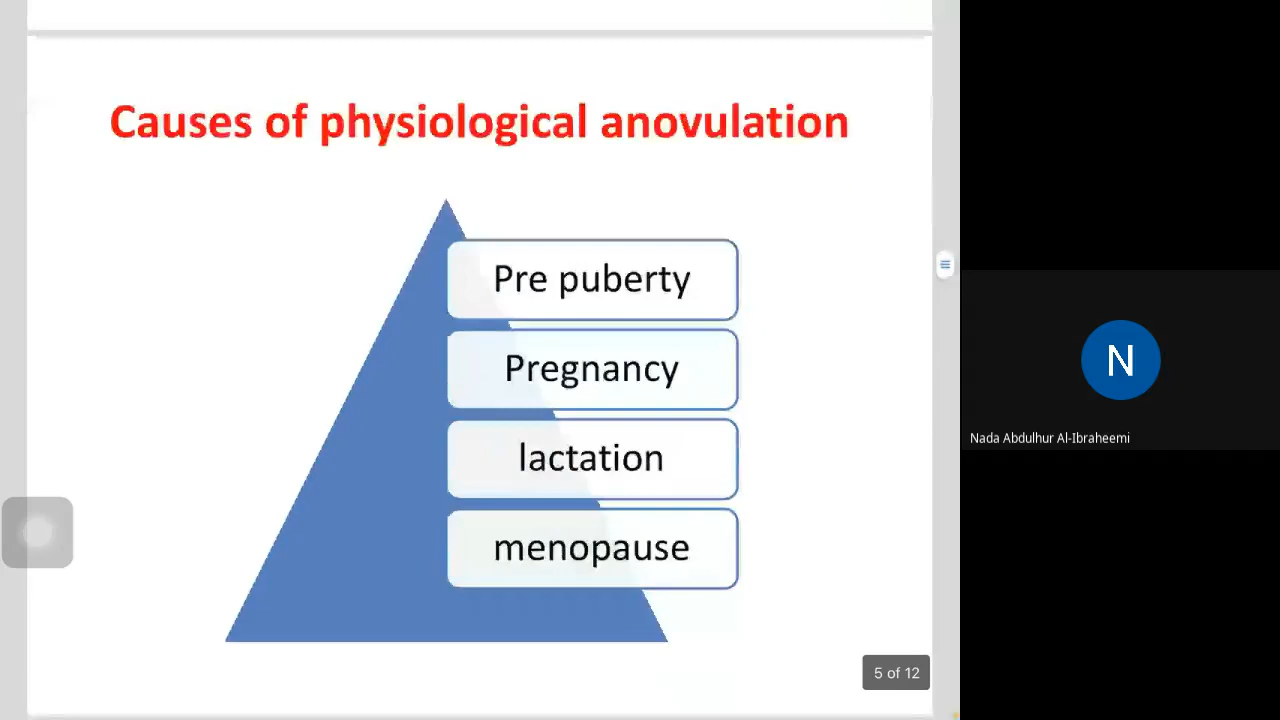 Causes of physiological anovulation
Pre puberty
Pregnancy
lactation
menopause
5 of 12
N
Nada Abdulhur Al-Ibraheemi